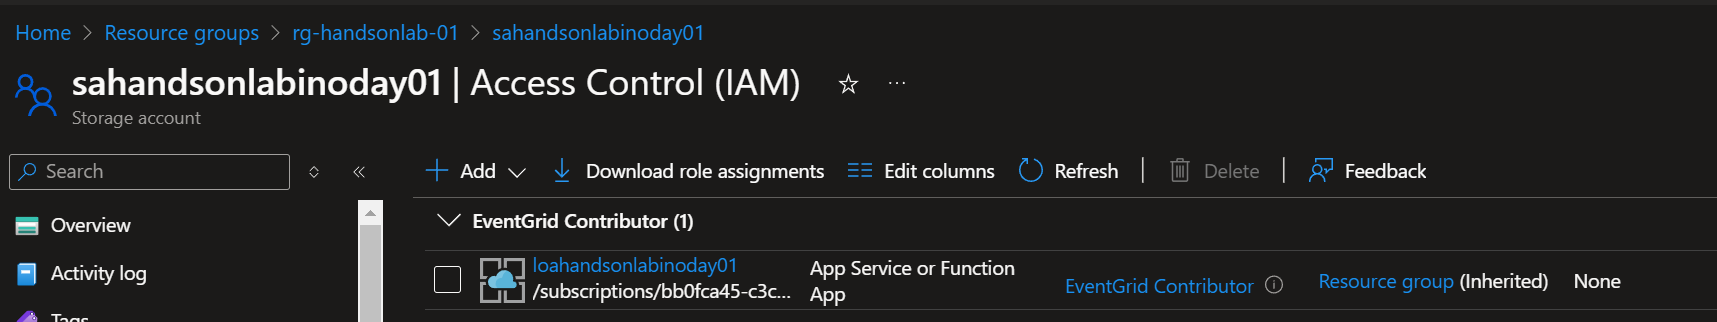 Home > Resource groups > rg-handsonlab-01 > sahandsonlabinoday01
sahandsonlabinoday01 | Access Control (IAM)
Storage account
Search
Add
Download role assignments
Edit columns
Refresh
Delete
Feedback
Overview
Activity log
Tags
EventGrid Contributor (1)
loahandsonlabinoday01
/subscriptions/bb0fca45-c3c...
App Service or Function
App
EventGrid Contributor
Resource group (Inherited)
None